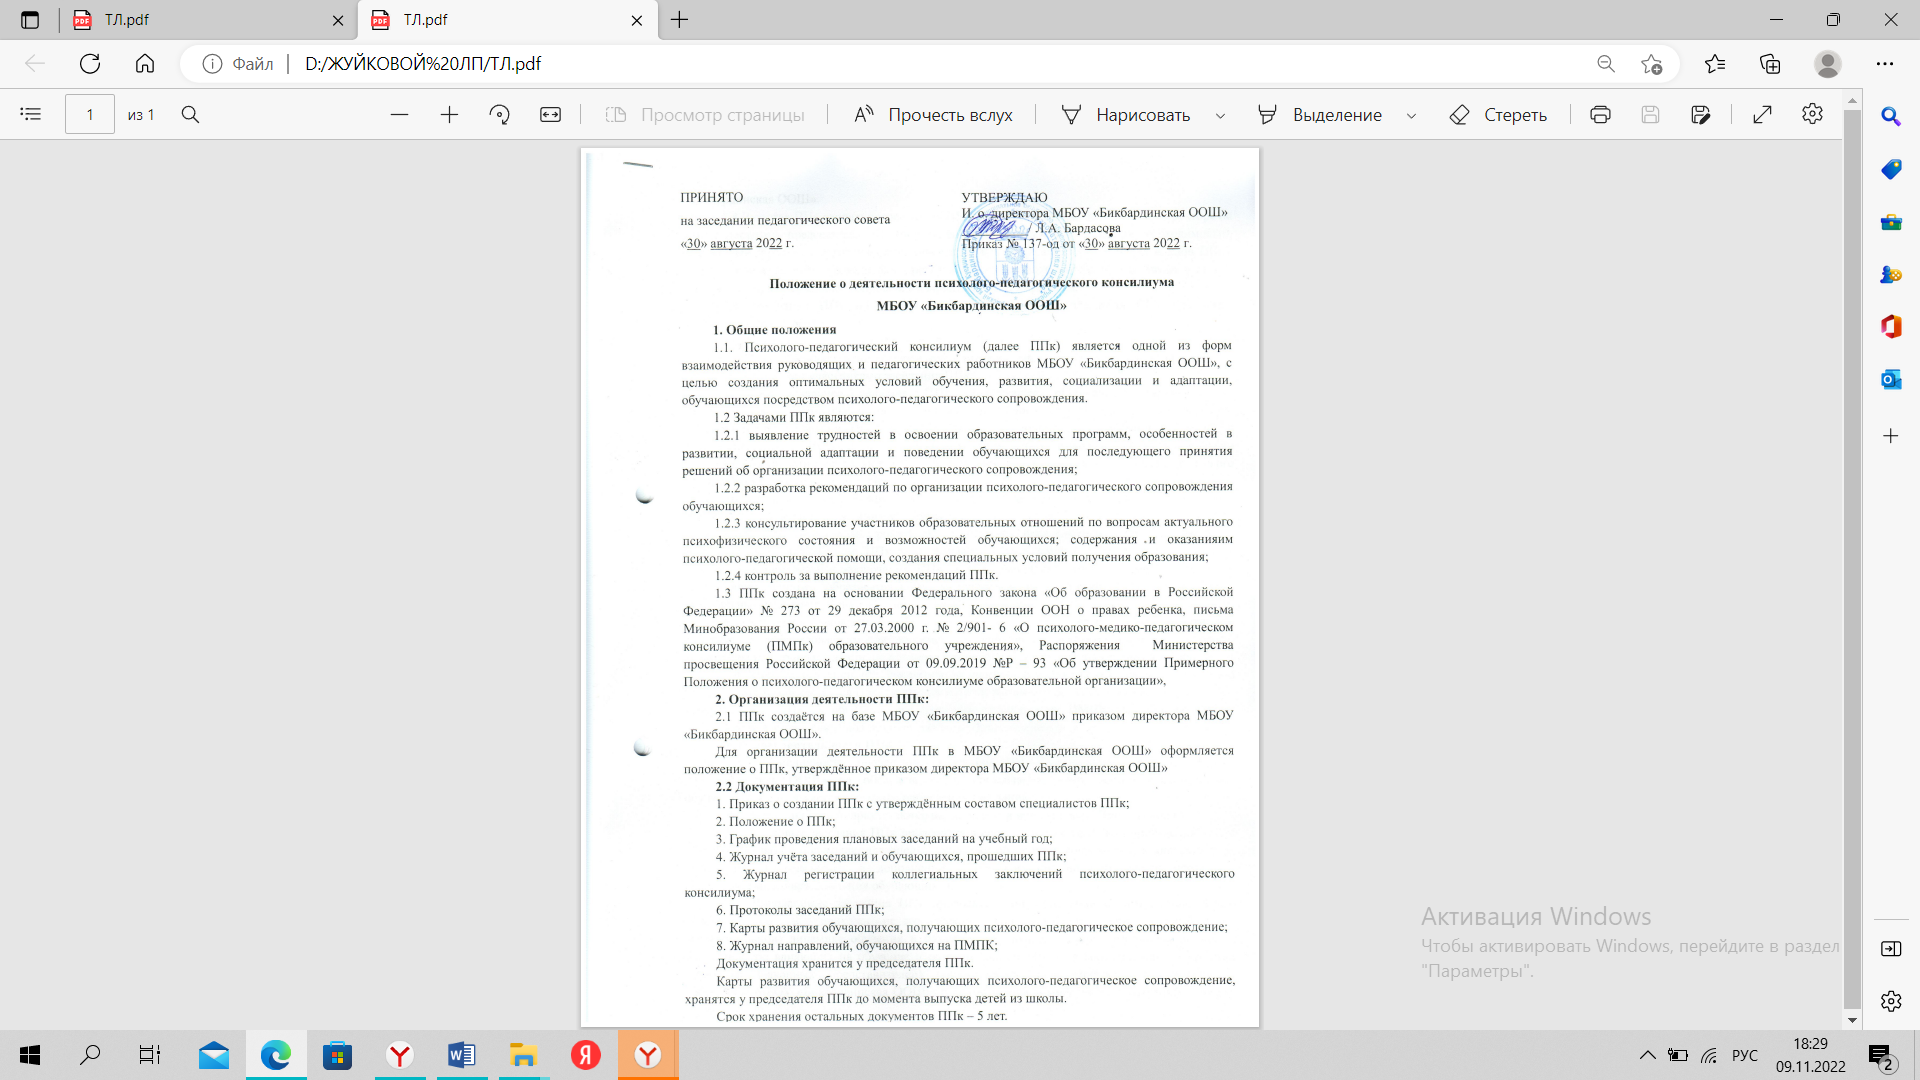 ТЛ.pdf
ТЛ.pdf
Файл
D:/ЖУЙКОВОЙ%20ЛП/ТЛ.pdf
1
из 1
Просмотр страницы
Прочесть вслух
Нарисовать
Выделение
Стереть
ПРИНЯТО
на заседании педагогического совета
«30» августа 2022 г.
УТВЕРЖДАЮ
И. о. директора МБОУ «Бикбардинская ООШ»
/ Л.А. Бардасова
Приказ № 137-од от «30» августа 2022 г.
Положение о деятельности психолого-педагогического консилиума
МБОУ «Бикбардинская ООШ»
1. Общие положения
1.1. Психолого-педагогический консилиум (далее ППк) является одной из форм
взаимодействия руководящих и педагогических работников МБОУ «Бикбардинская ООШ», с
целью создания оптимальных условий обучения, развития, социализации и адаптации,
обучающихся посредством психолого-педагогического сопровождения.
1.2 Задачами ППк являются:
1.2.1 выявление трудностей в освоении образовательных программ, особенностей в
развитии, социальной адаптации и поведении обучающихся для последующего принятия
решений об организации психолого-педагогического сопровождения;
1.2.2 разработка рекомендаций по организации психолого-педагогического сопровождения
обучающихся;
1.2.3 консультирование участников образовательных отношений по вопросам актуального
психофизического состояния и возможностей обучающихся; содержания и оказанияим
психолого-педагогической помощи, создания специальных условий получения образования;
1.2.4 контроль за выполнение рекомендаций ППк.
1.3 ППк создана на основании Федерального закона «Об образовании в Российской
Федерации» № 273 от 29 декабря 2012 года, Конвенции ООН о правах ребенка, письма
Минобразования России от 27.03.2000 г. № 2/901- 6 «О психолого-медико-педагогическом
консилиуме (ПМПк) образовательного учреждения», Распоряжения Министерства
просвещения Российской Федерации от 09.09.2019 №Р – 93 «Об утверждении Примерного
Положения о психолого-педагогическом консилиуме образовательной организации»,
2. Организация деятельности ППк:
2.1 ППк создаётся на базе МБОУ «Бикбардинская ООШ» приказом директора МБОУ
«Бикбардинская ООШ».
Для организации деятельности ППк в МБОУ «Бикбардинская ООШ» оформляется
положение о ППк, утверждённое приказом директора МБОУ «Бикбардинская ООШ»
2.2 Документация ППк:
1. Приказ о создании ППк с утверждённым составом специалистов ППк;
2. Положение о ППк;
3. График проведения плановых заседаний на учебный год;
4. Журнал учёта заседаний и обучающихся, прошедших ППк;
5. Журнал регистрации коллегиальных заключений психолого-педагогического
консилиума;
6. Протоколы заседаний ППк;
7. Карты развития обучающихся, получающих психолого-педагогическое сопровождение;
8. Журнал направлений, обучающихся на ПМПК;
Документация хранится у председателя ППк.
Карты развития обучающихся, получающих психолого-педагогическое сопровождение,
хранятся у председателя ППк до момента выпуска детей из школы.
Срок хранения остальных документов ППк – 5 лет.
Активация Windows
Чтобы активировать Windows, перейдите в раздел
"Параметры".
РУС
18:29
09.11.2022
2